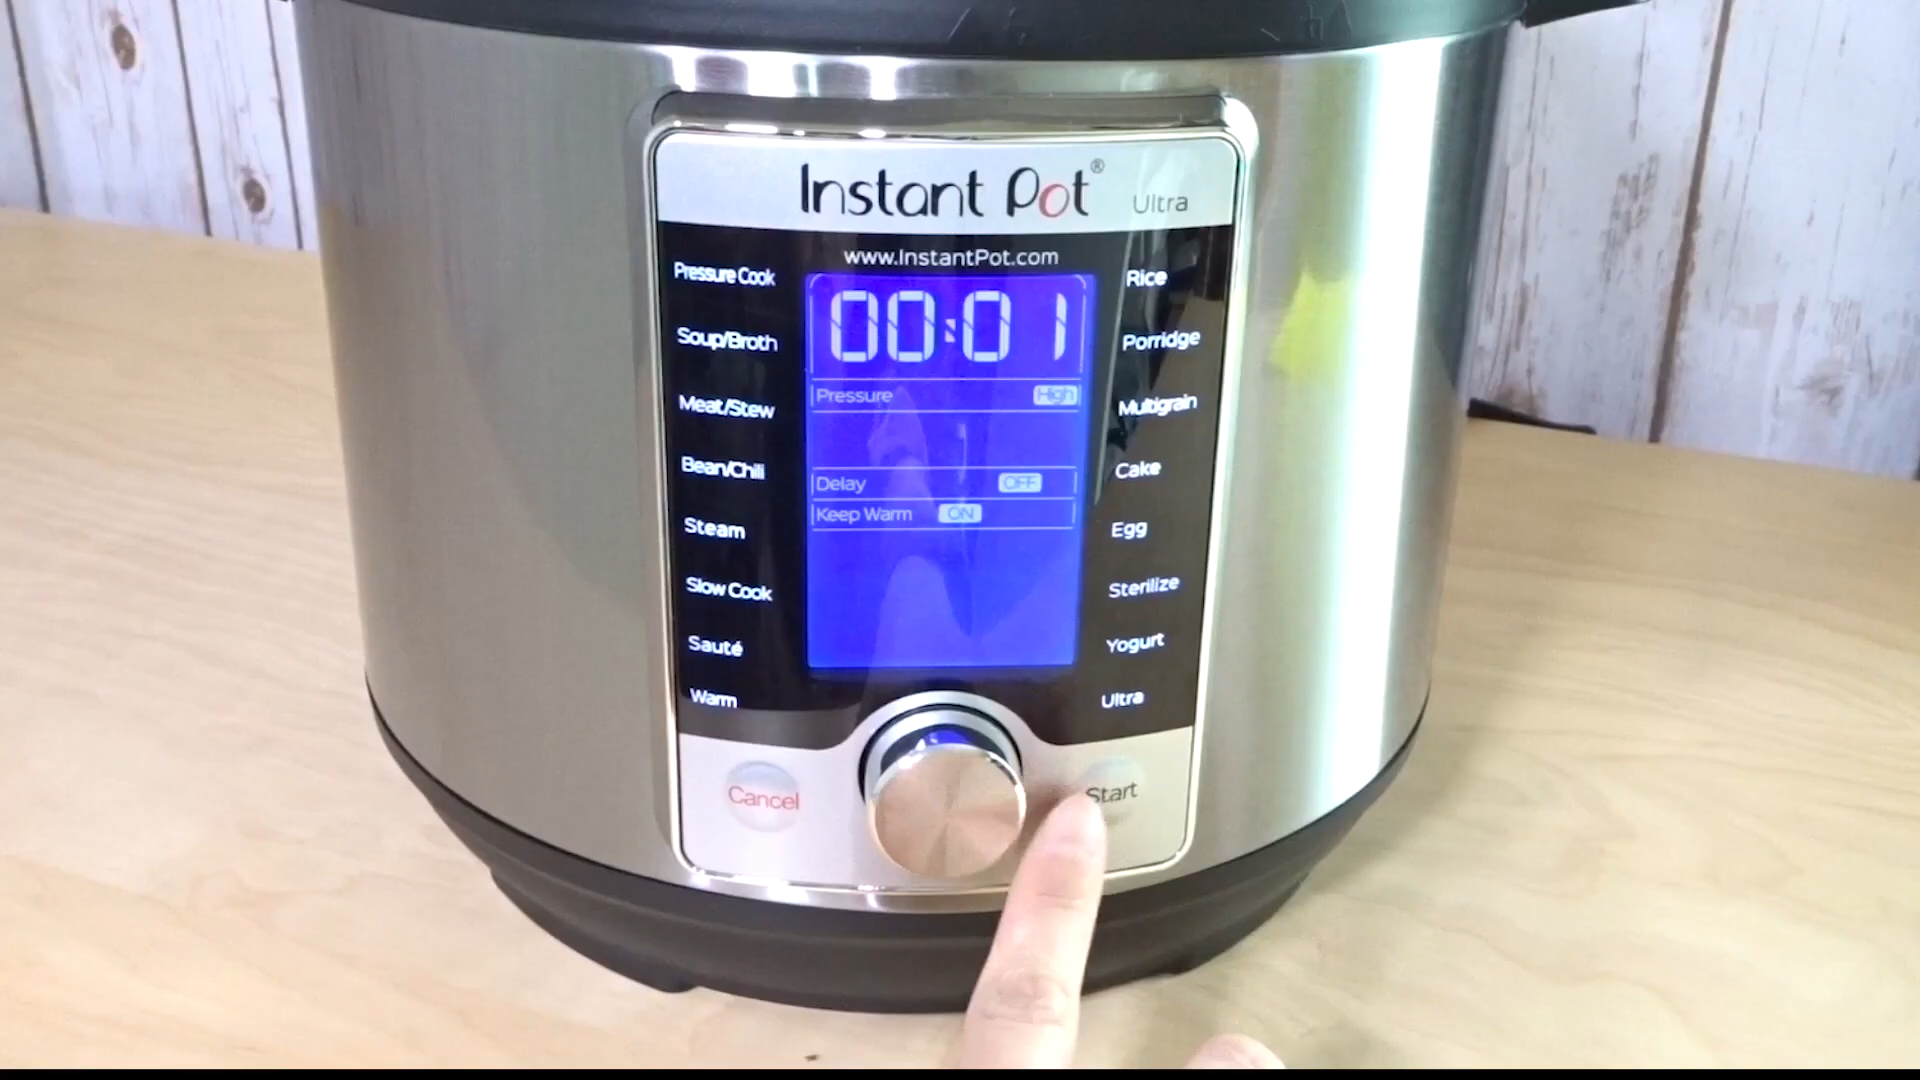 Instant Pot® Ultra
www.InstantPot.com
Pressure Cook
Soup/Broth
Meat/Stew
Bean/Chili
Steam
Slow Cook
Sauté
Warm
00:01
Pressure High
Delay OFF
Keep Warm ON
Rice
Porridge
Multigrain
Cake
Egg
Sterilize
Yogurt
Ultra
Cancel
Start